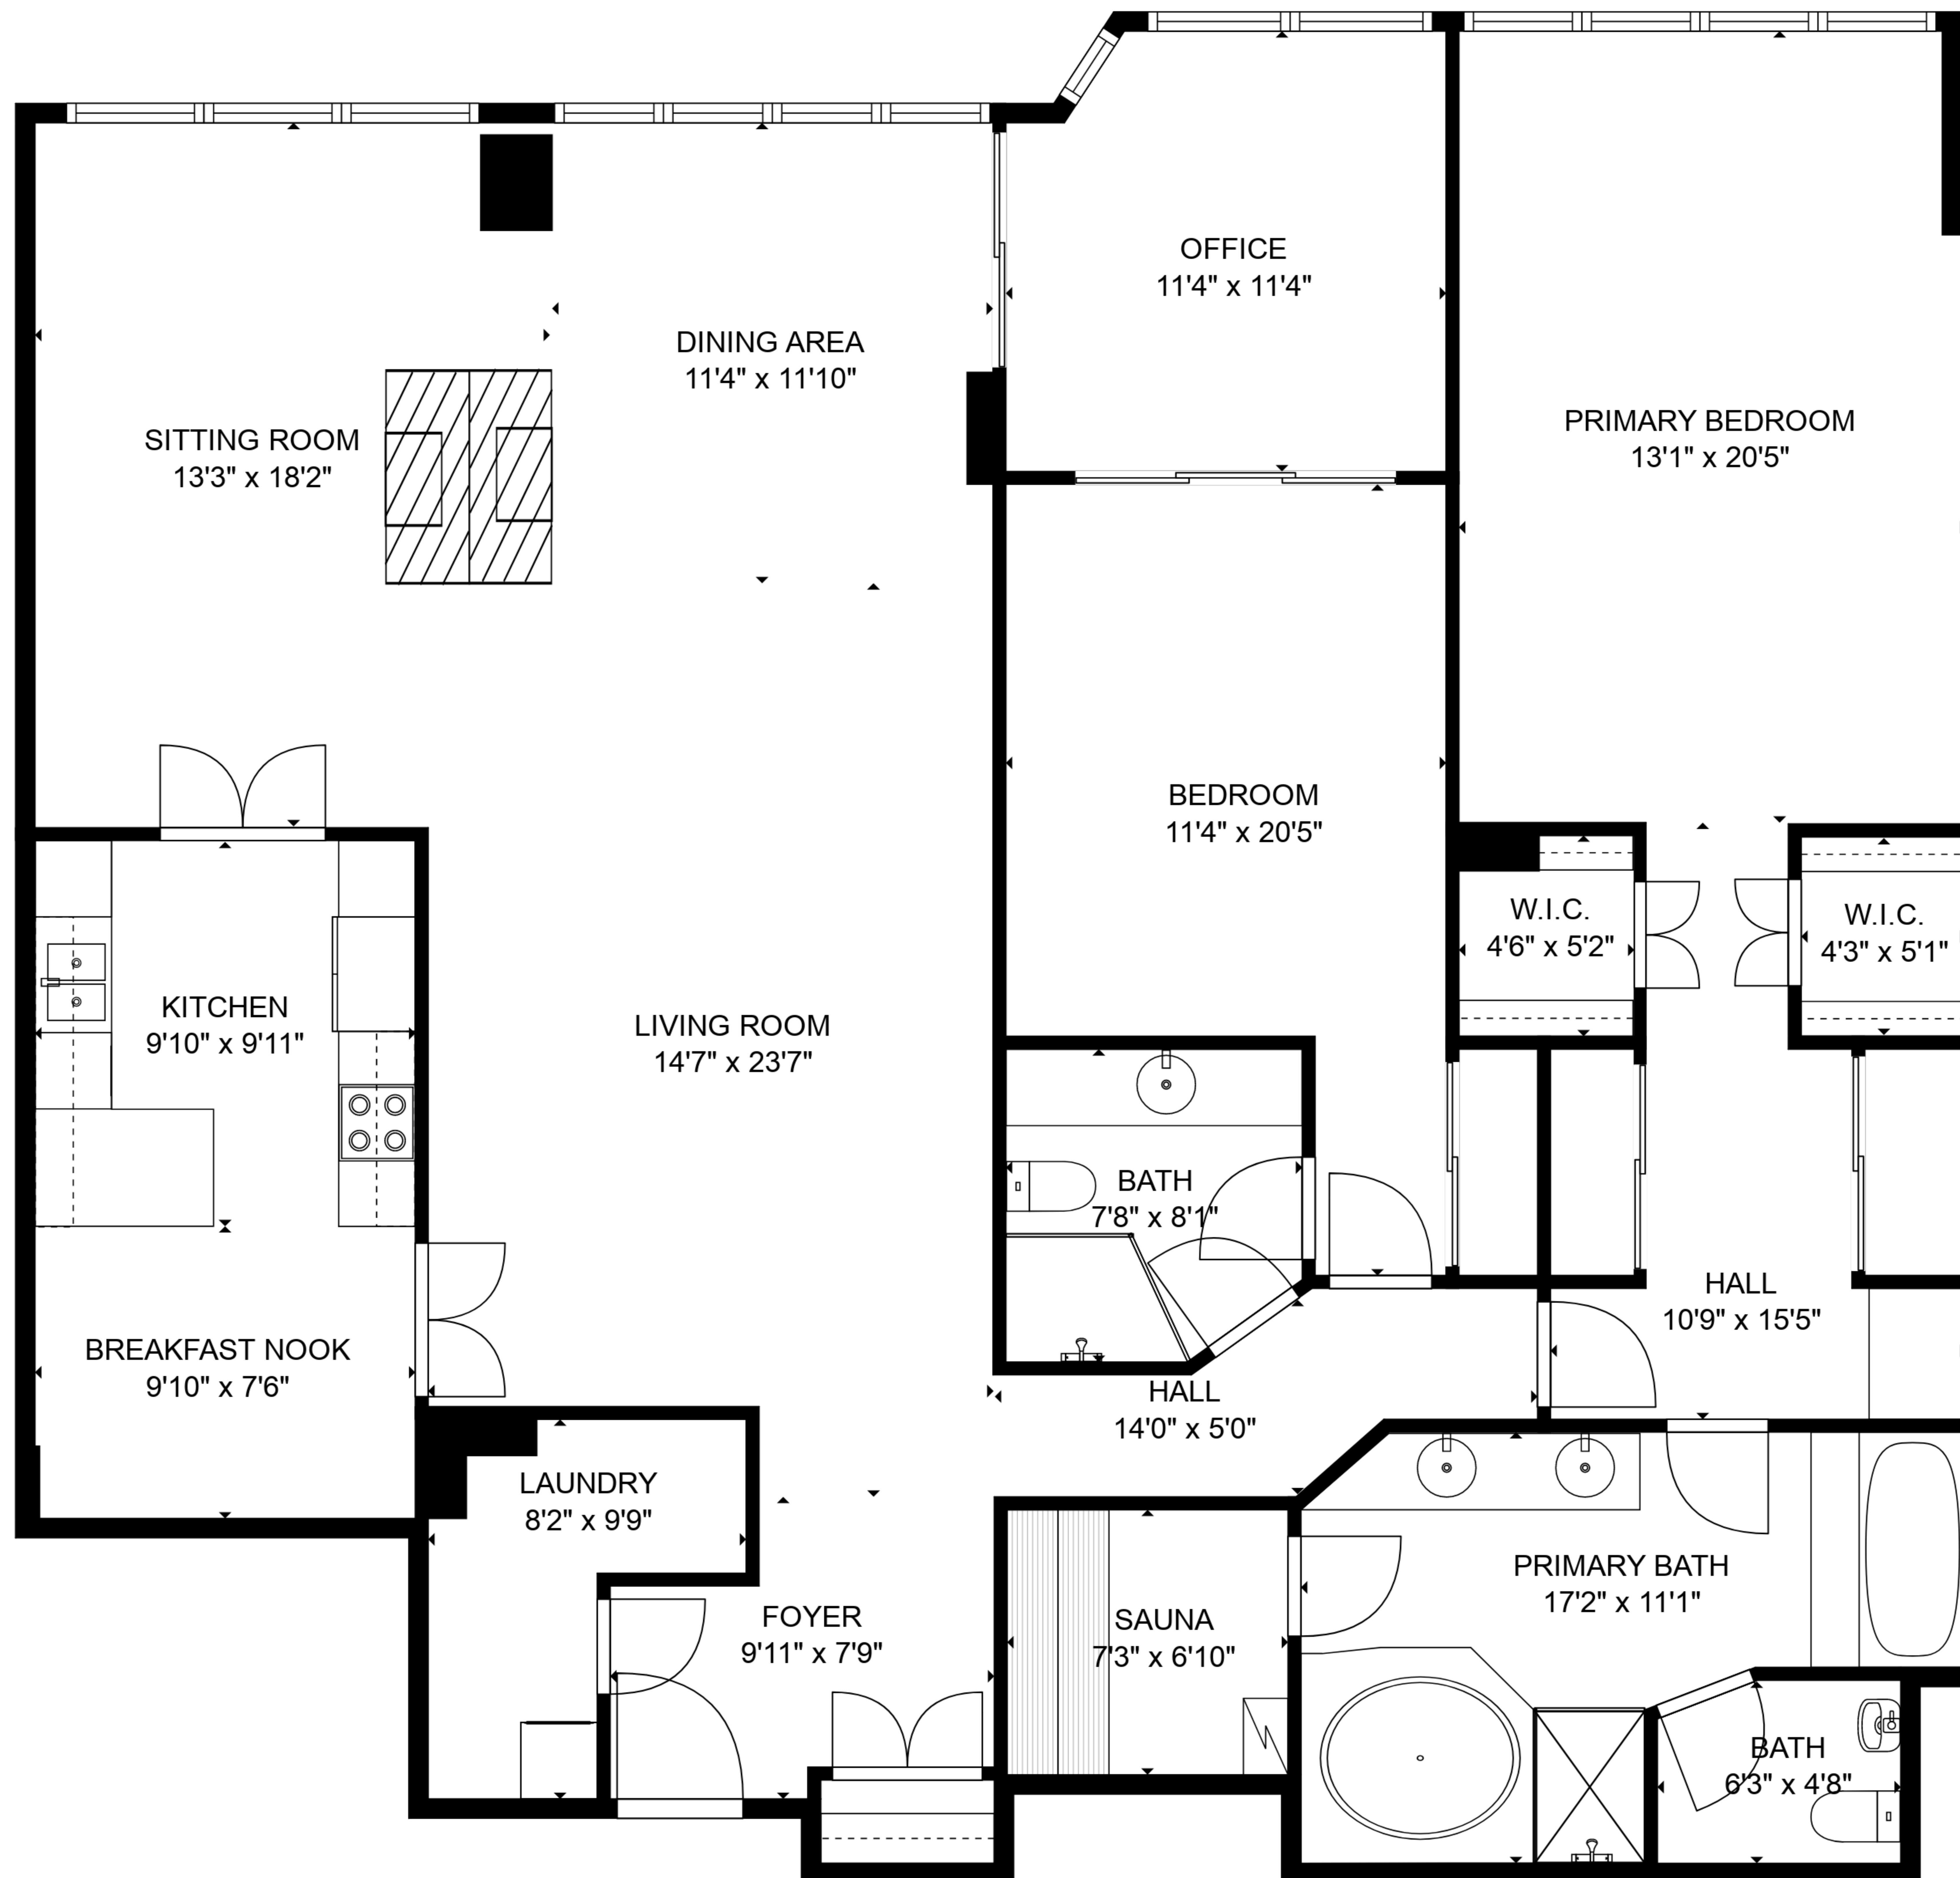 OFFICE
11'4" x 11'4"
DINING AREA
11'4" x 11'10"
SITTING ROOM
13'3" x 18'2"
PRIMARY BEDROOM
13'1" x 20'5"
BEDROOM
11'4" x 20'5"
W.I.C.
4'6" x 5'2"
W.I.C.
4'3" x 5'1"
KITCHEN
9'10" x 9'11"
LIVING ROOM
14'7" x 23'7"
BATH
7'8" x 8'1"
HALL
10'9" x 15'5"
BREAKFAST NOOK
9'10" x 7'6"
HALL
14'0" x 5'0"
LAUNDRY
8'2" x 9'9"
PRIMARY BATH
17'2" x 11'1"
FOYER
9'11" x 7'9"
SAUNA
7'3" x 6'10"
BATH
6'3" x 4'8"